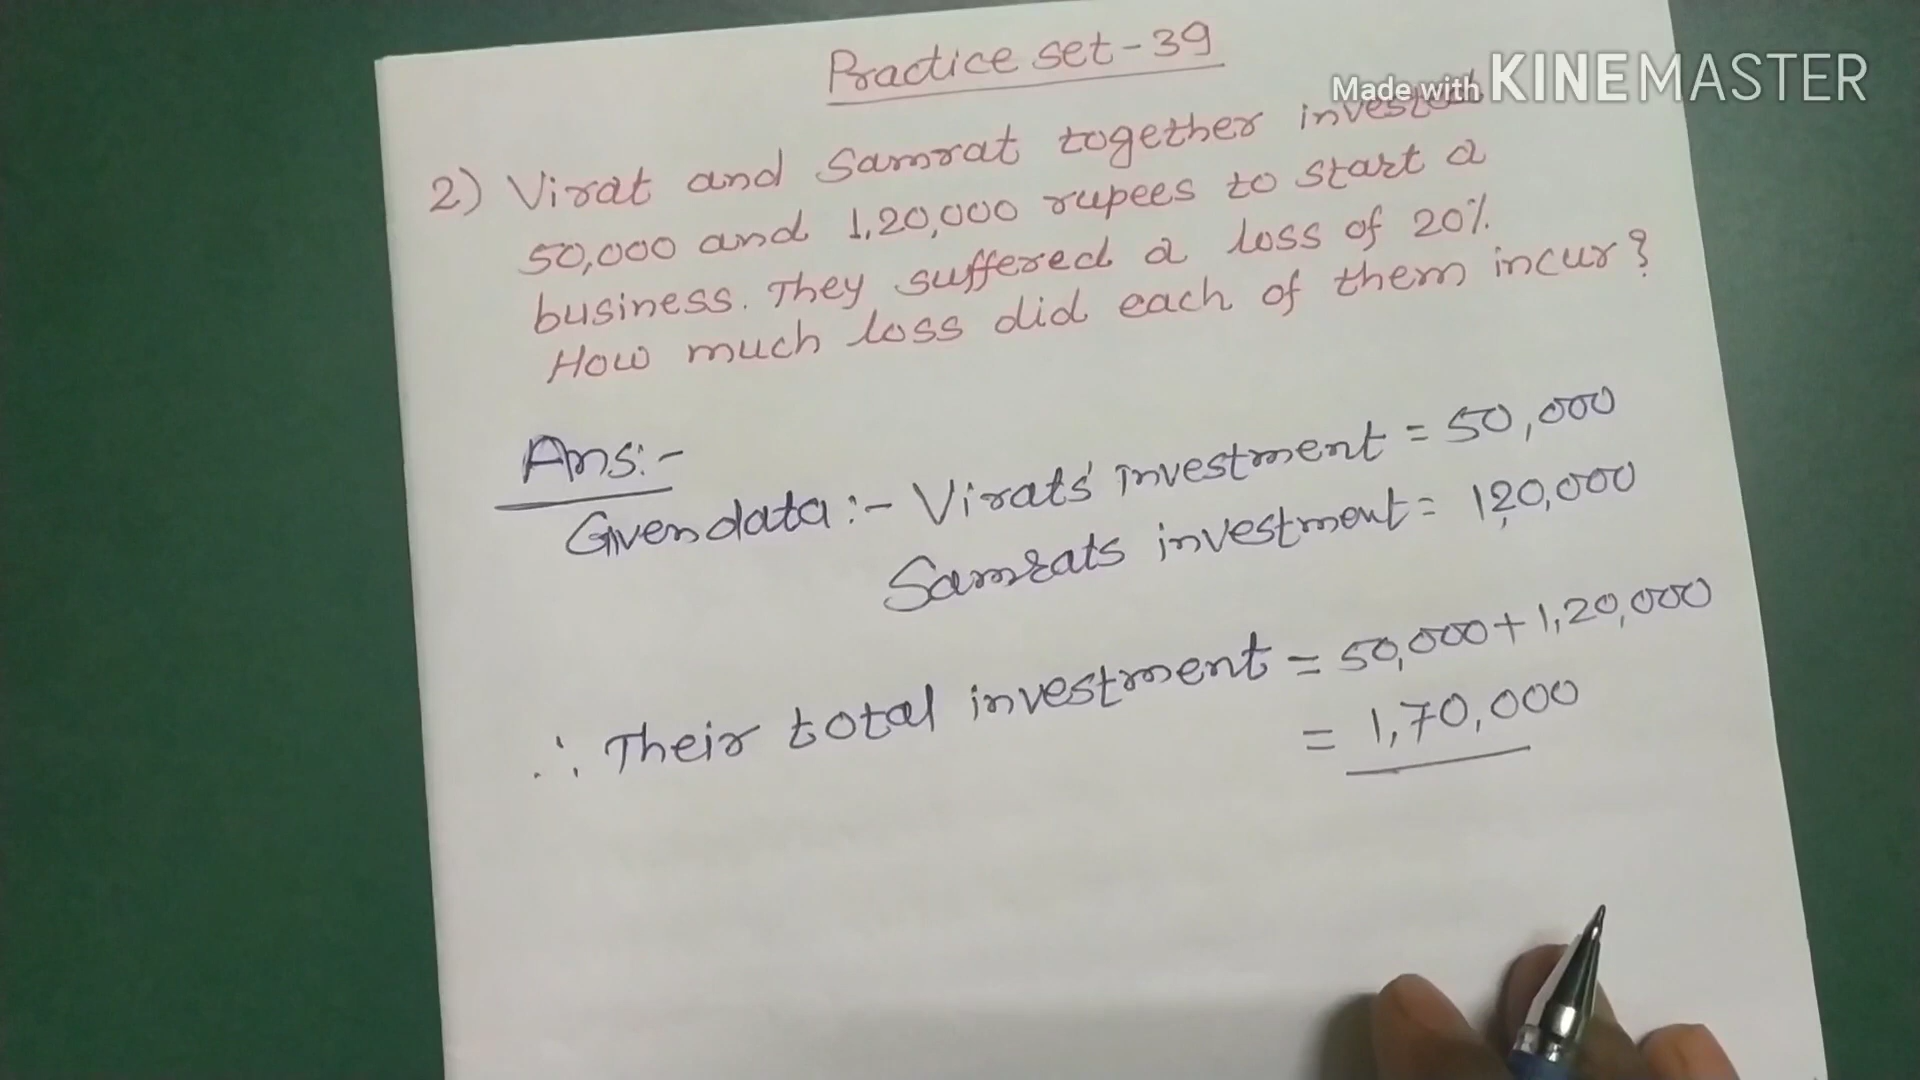 Practice set-39
Made with KINEMASTER
2) Virat and Samrat together invested
50,000 and 1,20,000 rupees to start a
business. They suffered a loss of 20%.
How much loss did each of them incur?
Ans:-
Given data :- Virats' investment = 50,000
Samrats investment = 1,20,000
∴ Their total investment = 50,000 + 1,20,000
= 1,70,000